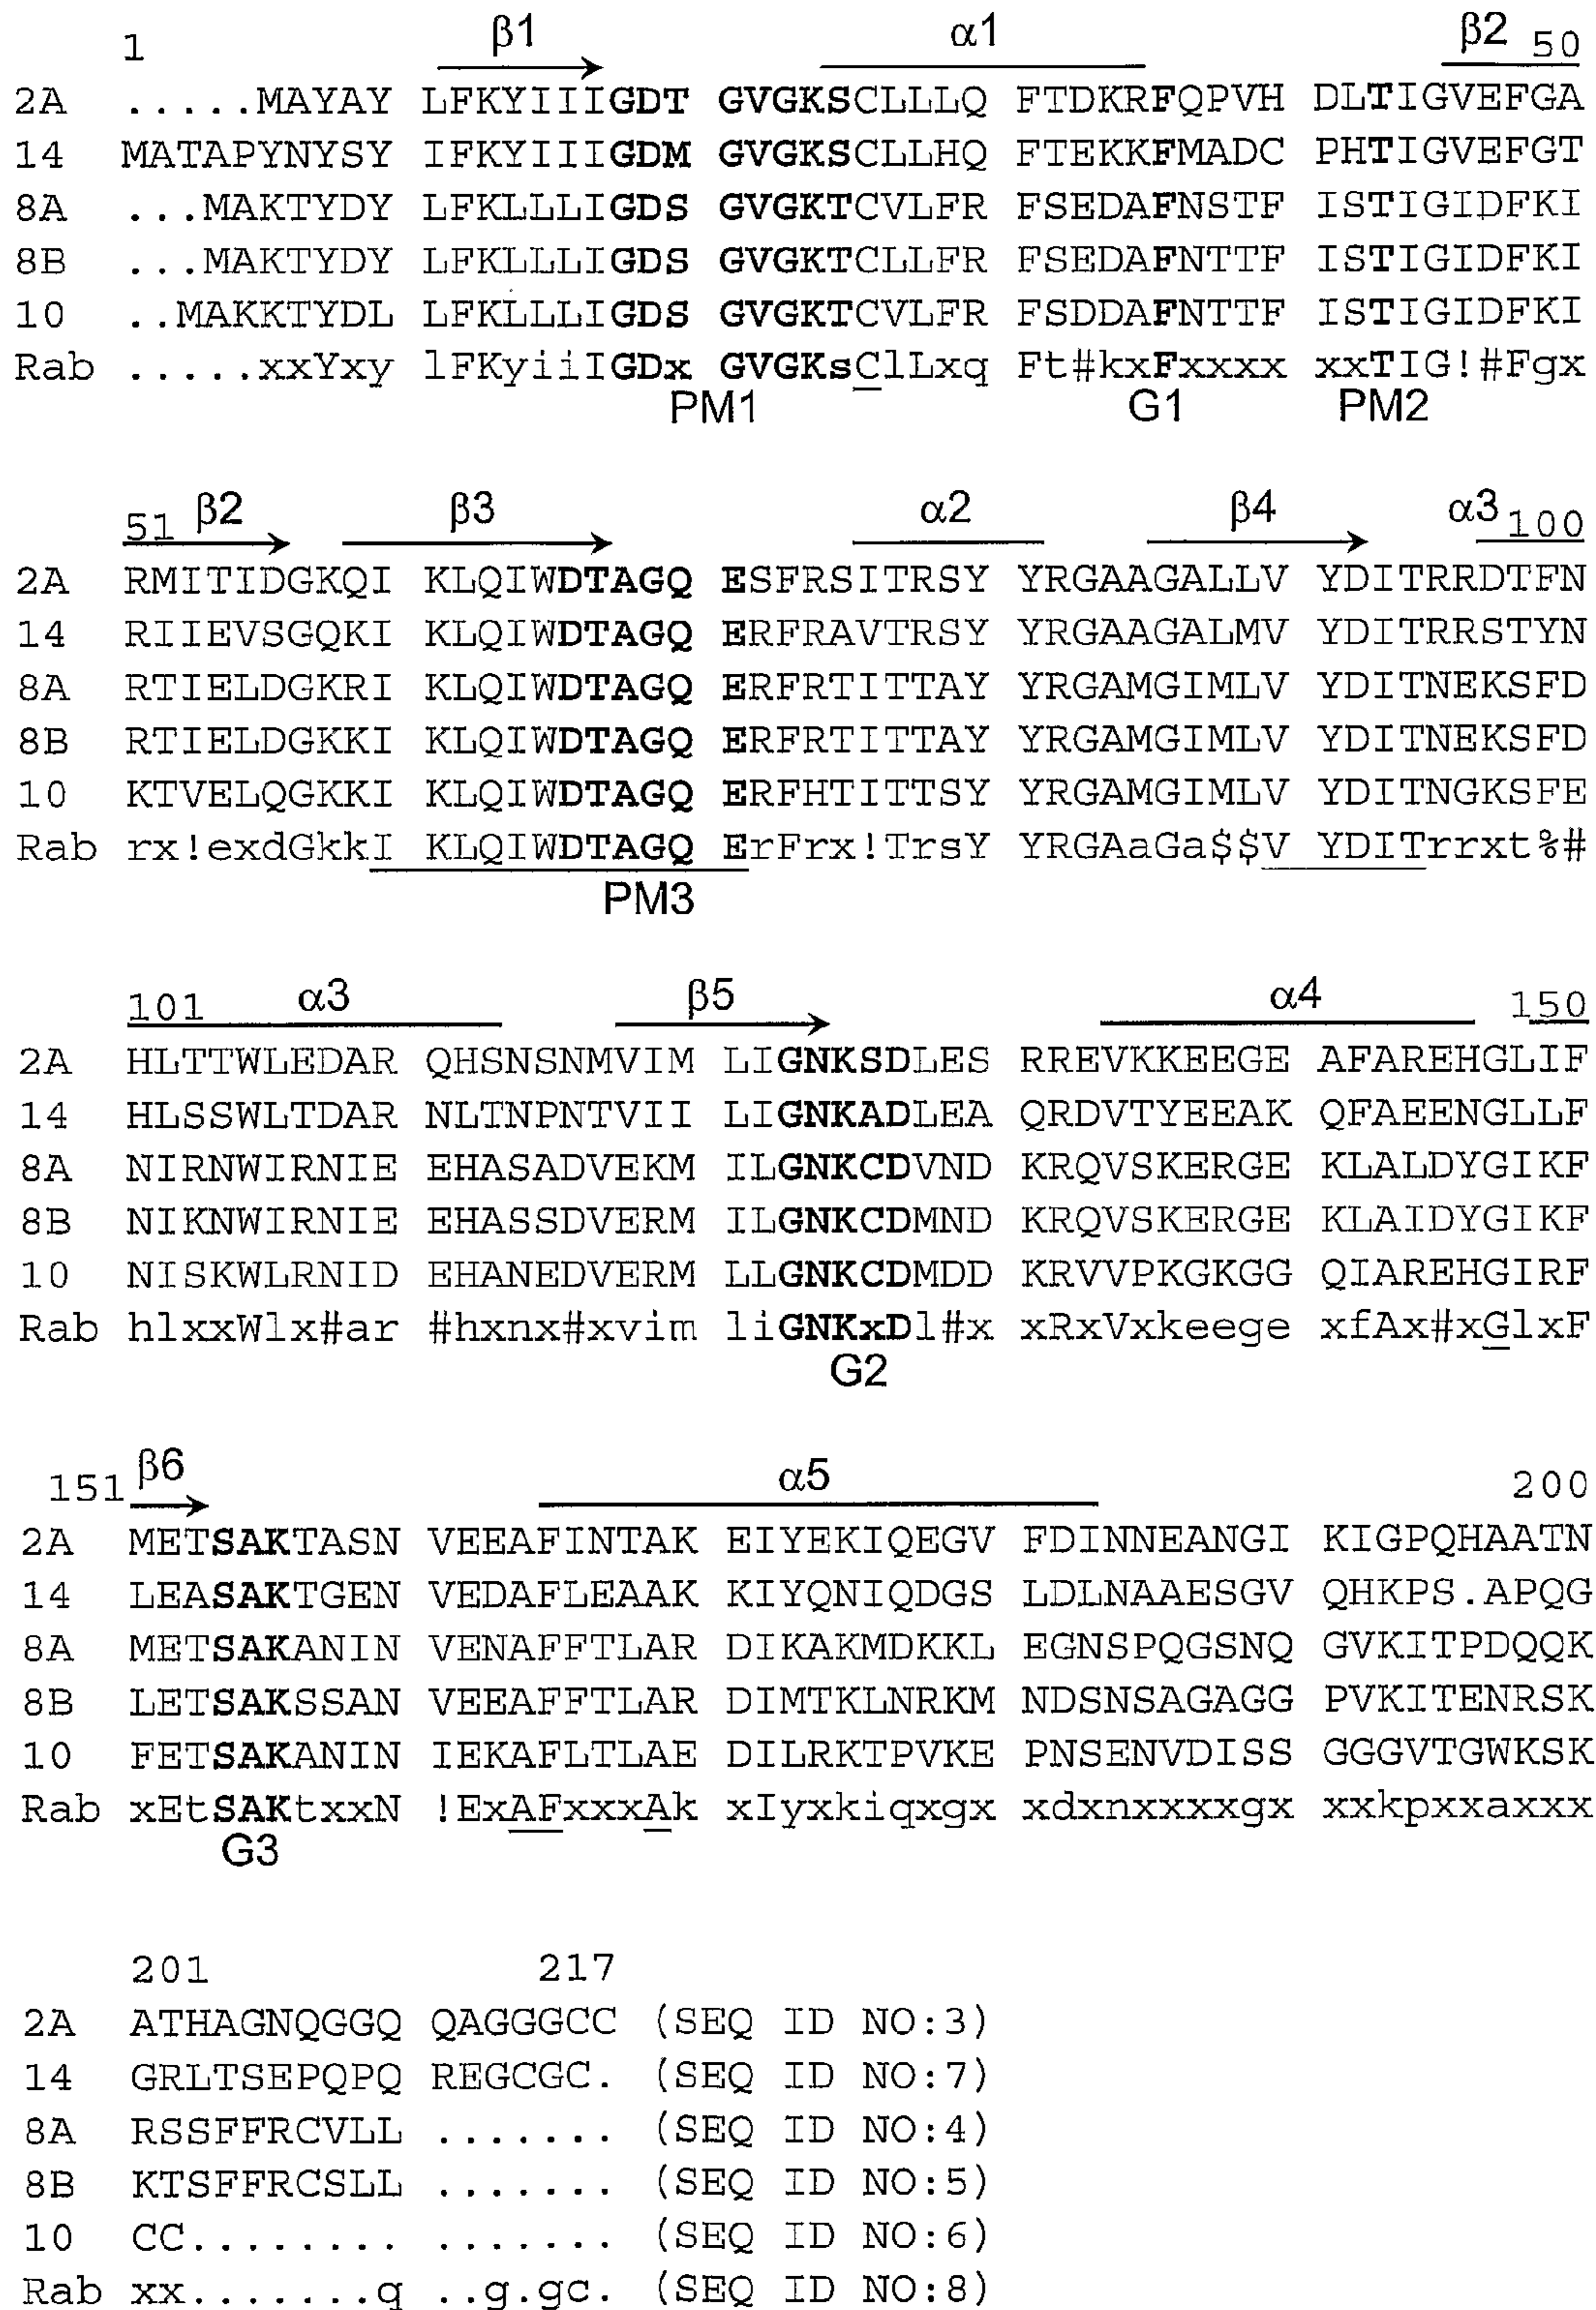 1 β1 α1 β2 50
2A .....MAYAY LFKYIIIGDT GVGKSCLLLQ FTDKRFQPVH DLTIGVEFGA
14 MATAPYNYSY IFKYIIIGDM GVGKSCLLHQ FTEKKFMADC PHTIGVEFGT
8A ...MAKTYDY LFKLLLIGDS GVGKTCVLFR FSEDAFNSTF ISTIGIDFKI
8B ...MAKTYDY LFKLLLIGDS GVGKTCLLFR FSEDAFNTTF ISTIGIDFKI
10 ..MAKKTYDL LFKLLLIGDS GVGKTCVLFR FSDDAFNTTF ISTIGIDFKI
Rab .....xxYxy lFKyiiIGDx GVGKsClLxq Ft#kxFxxxx xxTIG!#Fgx
PM1 G1 PM2
51 β2 β3 α2 β4 α3 100
2A RMITIDGKQI KLQIWDTAGQ ESFRSITRSY YRGAAGALLV YDITRRDTFN
14 RIIEVSGQKI KLQIWDTAGQ ERFRAVTRSY YRGAAGALMV YDITRRSTYN
8A RTIELDGKRI KLQIWDTAGQ ERFRTITTAY YRGAMGIMLV YDITNEKSFD
8B RTIELDGKKI KLQIWDTAGQ ERFRTITTAY YRGAMGIMLV YDITNEKSFD
10 KTVELQGKKI KLQIWDTAGQ ERFHTITTSY YRGAMGIMLV YDITNGKSFE
Rab rx!exdGkkI KLQIWDTAGQ ErFrx!TrsY YRGAaGa$$V YDITrrxt%#
PM3
101 α3 β5 α4 150
2A HLTTWLEDAR QHSNSNMVIM LIGNKSDLES RREVKKEEGE AFAREHGLIF
14 HLSSWLTDAR NLTNPNTVII LIGNKADLEA QRDVTYEEAK QFAEENGLLF
8A NIRNWIRNIE EHASADVEKM ILGNKCDVND KRQVSKERGE KLALDYGIKF
8B NIKNWIRNIE EHASSDVERM ILGNKCDMND KRQVSKERGE KLAIDYGIKF
10 NISKWLRNID EHANEDVERM LLGNKCDMDD KRVVPKGKGG QIAREHGIRF
Rab hlxxWlx#ar #hxnx#xvim liGNKxDl#x xRxVxkeege xfAx#xGlxF
G2
151 β6 α5 200
2A METSAKTASN VEEAFINTAK EIYEKIQEGV FDINNEANGI KIGPQHAATN
14 LEASAKTGEN VEDAFLEAAK KIYQNIQDGS LDLNAAESGV QHKPS.APQG
8A METSAKANIN VENAFFTLAR DIKAKMDKKL EGNSPQGSNQ GVKITPDQQK
8B LETSAKSSAN VEEAFFTLAR DIMTKLNRKM NDSNSAGAGG PVKITENRSK
10 FETSAKANIN IEKAFLTLAE DILRKTPVKE PNSENVDISS GGGVTGWKSK
Rab xEtSAKtxxN !ExAFxxxAk xIyxkiqxgx xdxnxxxxgx xxkpxxaxxx
G3
201 217
2A ATHAGNQGGQ QAGGGCC (SEQ ID NO:3)
14 GRLTSEPQPQ REGCGC. (SEQ ID NO:7)
8A RSSFFRCVLL ....... (SEQ ID NO:4)
8B KTSFFRCSLL ....... (SEQ ID NO:5)
10 CC........ ....... (SEQ ID NO:6)
Rab xx.......q ..g.gc. (SEQ ID NO:8)